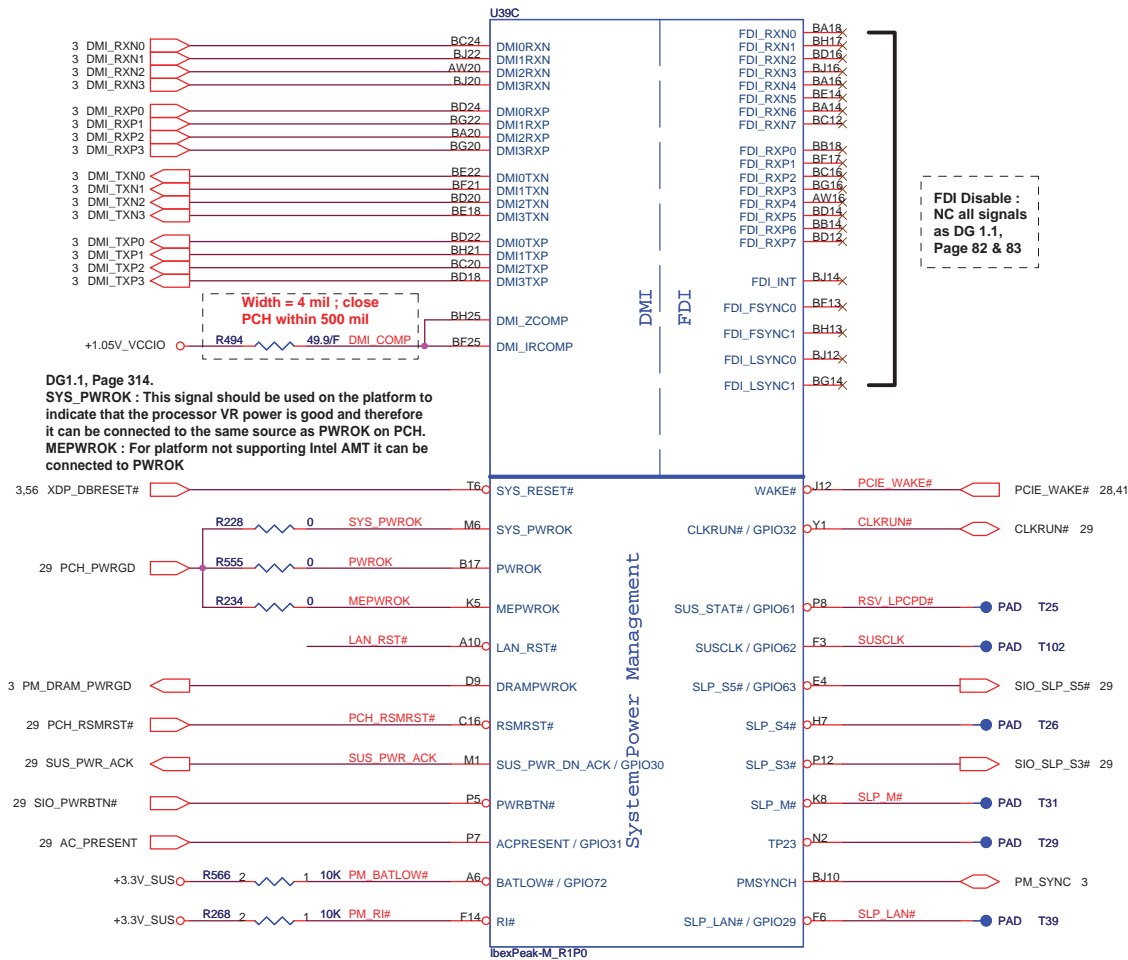 U39C
3 DMI_RXN0 BC24 DMI0RXN
3 DMI_RXN1 BJ22 DMI1RXN
3 DMI_RXN2 AW20 DMI2RXN
3 DMI_RXN3 BJ20 DMI3RXN
3 DMI_RXP0 BD24 DMI0RXP
3 DMI_RXP1 BG22 DMI1RXP
3 DMI_RXP2 BA20 DMI2RXP
3 DMI_RXP3 BG20 DMI3RXP
3 DMI_TXN0 BE22 DMI0TXN
3 DMI_TXN1 BF21 DMI1TXN
3 DMI_TXN2 BD20 DMI2TXN
3 DMI_TXN3 BE18 DMI3TXN
3 DMI_TXP0 BD22 DMI0TXP
3 DMI_TXP1 BH21 DMI1TXP
3 DMI_TXP2 BC20 DMI2TXP
3 DMI_TXP3 BD18 DMI3TXP
Width = 4 mil ; close
PCH within 500 mil
BH25 DMI_ZCOMP
+1.05V_VCCIO R494 49.9/F DMI_COMP BF25 DMI_IRCOMP
DMI
FDI
FDI_RXN0 BA18
FDI_RXN1 BH17
FDI_RXN2 BD16
FDI_RXN3 BJ16
FDI_RXN4 BA16
FDI_RXN5 BE14
FDI_RXN6 BA14
FDI_RXN7 BC12
FDI_RXP0 BB18
FDI_RXP1 BF17
FDI_RXP2 BC16
FDI_RXP3 BG16
FDI_RXP4 AW16
FDI_RXP5 BD14
FDI_RXP6 BB14
FDI_RXP7 BD12
FDI_INT BJ14
FDI_FSYNC0 BF13
FDI_FSYNC1 BH13
FDI_LSYNC0 BJ12
FDI_LSYNC1 BG14
FDI Disable :
NC all signals
as DG 1.1,
Page 82 & 83
DG1.1, Page 314.
SYS_PWROK : This signal should be used on the platform to
indicate that the processor VR power is good and therefore
it can be connected to the same source as PWROK on PCH.
MEPWROK : For platform not supporting Intel AMT it can be
connected to PWROK
3,56 XDP_DBRESET# T6 SYS_RESET#
R228 0 SYS_PWROK M6 SYS_PWROK
29 PCH_PWRGD R555 0 PWROK B17 PWROK
R234 0 MEPWROK K5 MEPWROK
LAN_RST# A10 LAN_RST#
3 PM_DRAM_PWRGD D9 DRAMPWROK
29 PCH_RSMRST# PCH_RSMRST# C16 RSMRST#
29 SUS_PWR_ACK SUS_PWR_ACK M1 SUS_PWR_DN_ACK / GPIO30
29 SIO_PWRBTN# P5 PWRBTN#
29 AC_PRESENT P7 ACPRESENT / GPIO31
+3.3V_SUS R566 2 1 10K PM_BATLOW# A6 BATLOW# / GPIO72
+3.3V_SUS R268 2 1 10K PM_RI# F14 RI#
System Power Management
WAKE# J12 PCIE_WAKE# PCIE_WAKE# 28,41
CLKRUN# / GPIO32 Y1 CLKRUN# CLKRUN# 29
SUS_STAT# / GPIO61 P8 RSV_LPCPD# PAD T25
SUSCLK / GPIO62 F3 SUSCLK PAD T102
SLP_S5# / GPIO63 E4 SIO_SLP_S5# 29
SLP_S4# H7 PAD T26
SLP_S3# P12 SIO_SLP_S3# 29
SLP_M# K8 SLP_M# PAD T31
TP23 N2 PAD T29
PMSYNCH BJ10 PM_SYNC 3
SLP_LAN# / GPIO29 F6 SLP_LAN# PAD T39
IbexPeak-M_R1P0